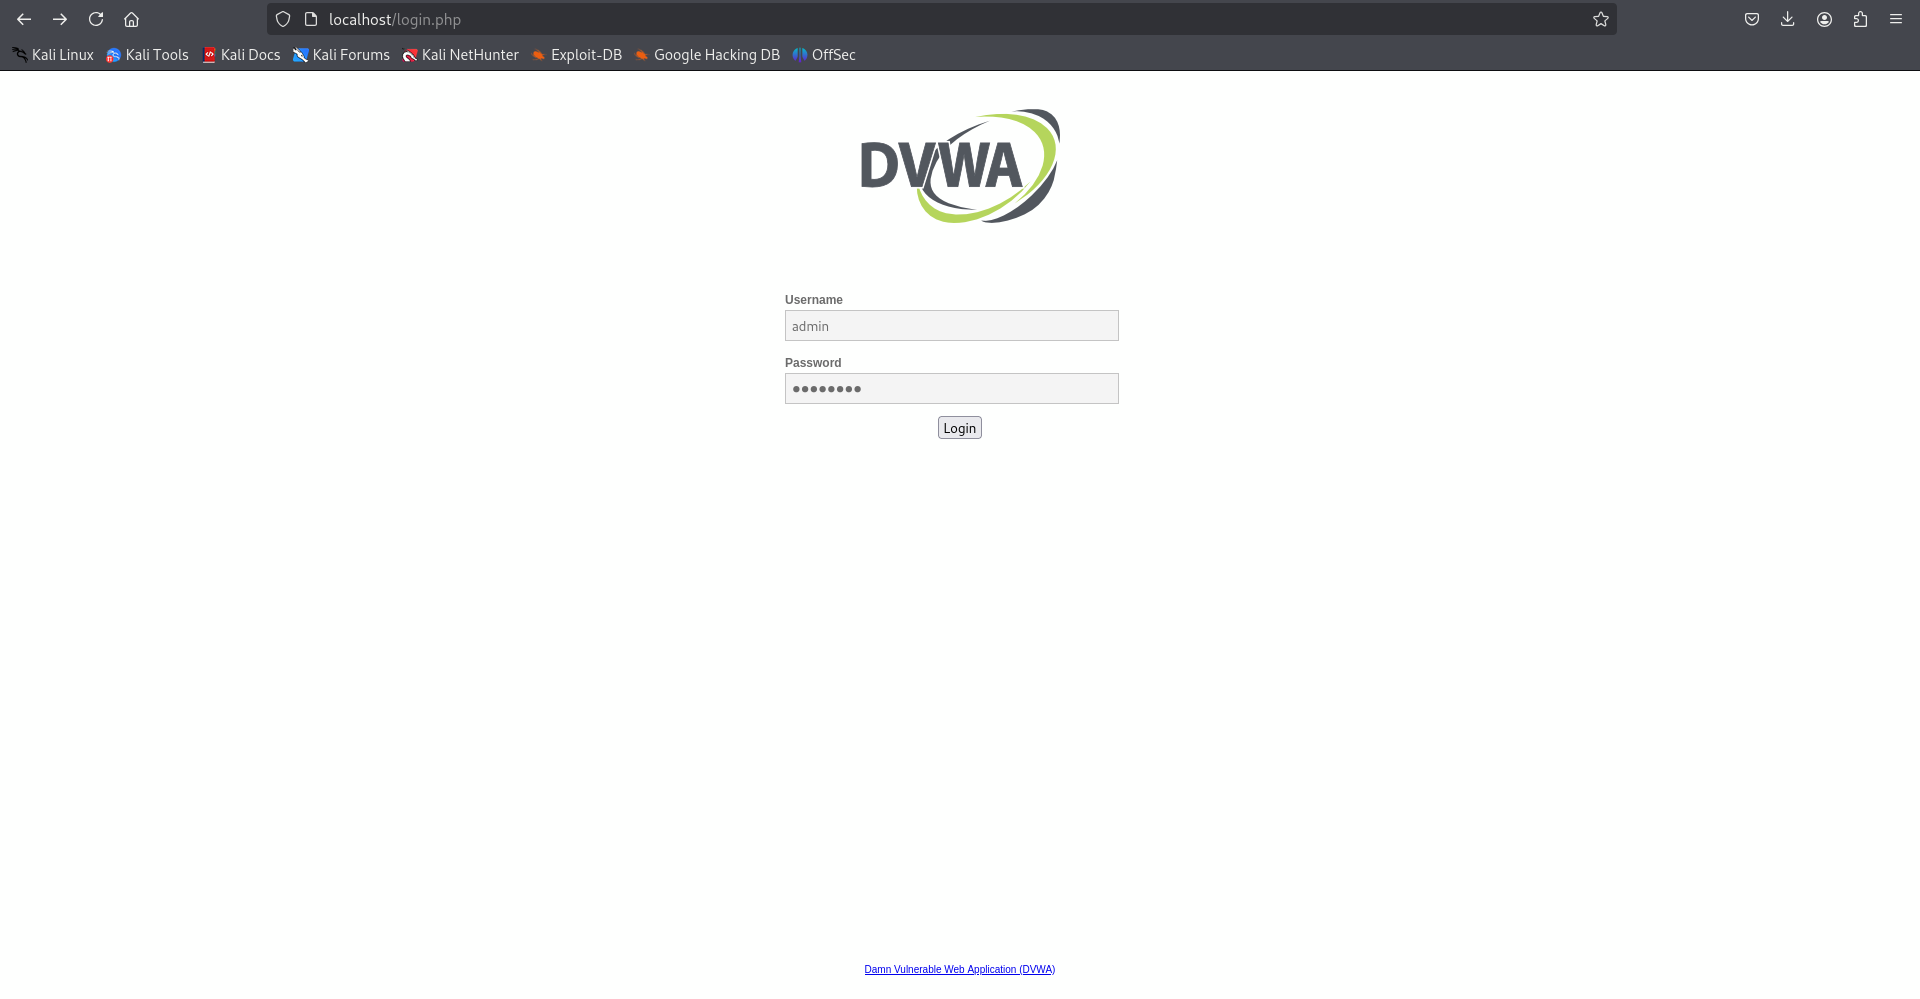 localhost/login.php
Kali Linux Kali Tools Kali Docs Kali Forums Kali NetHunter Exploit-DB Google Hacking DB OffSec
DVWA
Username
admin
Password
●●●●●●●●
Login
Damn Vulnerable Web Application (DVWA)